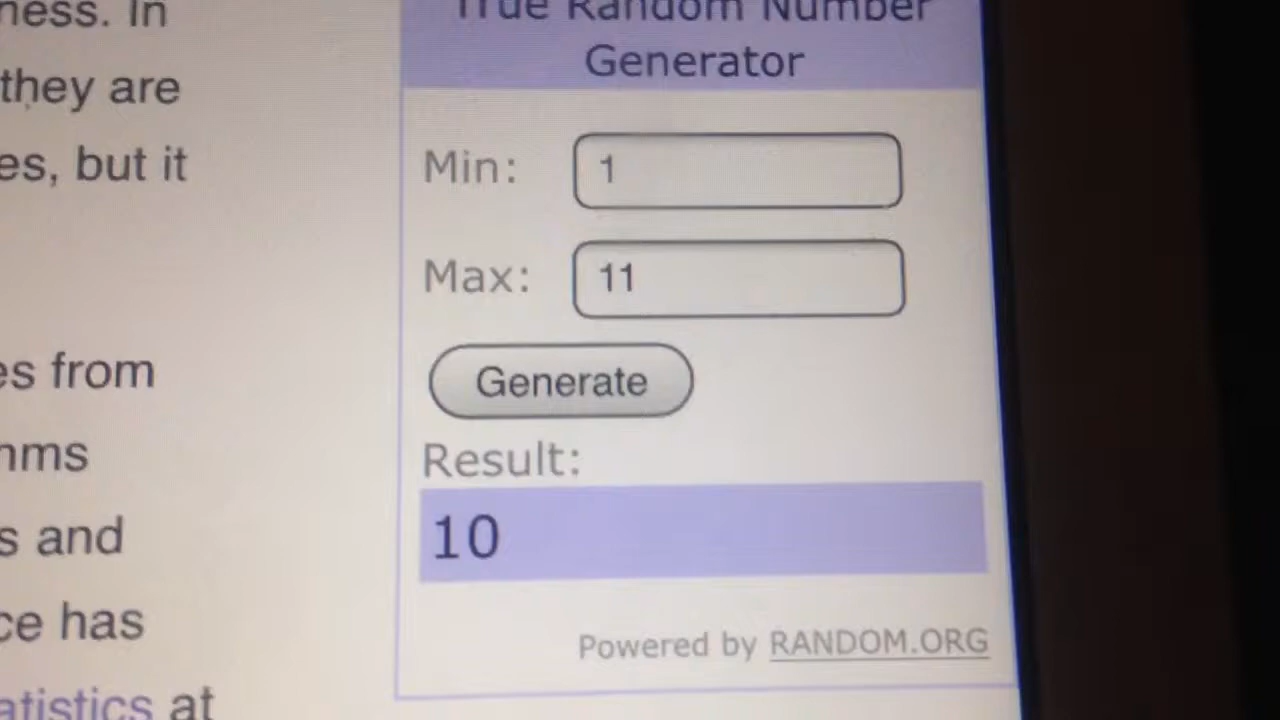 ness. In
they are
es, but it
es from
s and
ce has
atistics at
True Random Number
Generator
Min: 1
Max: 11
Generate
Result:
10
Powered by RANDOM.ORG